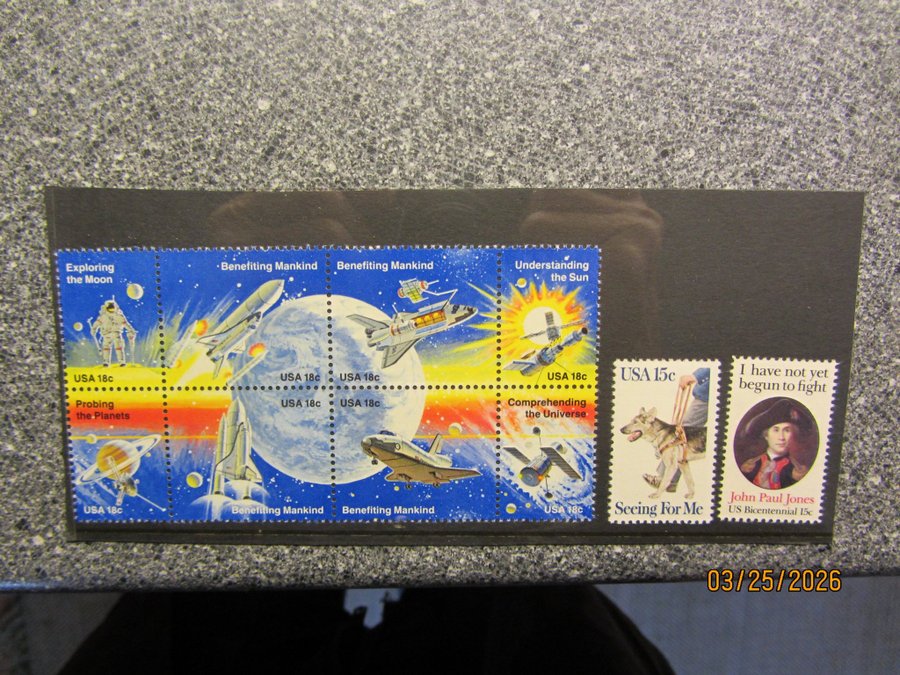 Exploring
the Moon
USA 18c
Benefiting Mankind
USA 18c
Benefiting Mankind
USA 18c
Understanding
the Sun
USA 18c
Probing
the Planets
USA 18c
USA 18c
Benefiting Mankind
USA 18c
Benefiting Mankind
Comprehending
the Universe
USA 18c
USA 15c
Seeing For Me
I have not yet
begun to fight
John Paul Jones
US Bicentennial 15c
03/25/2026